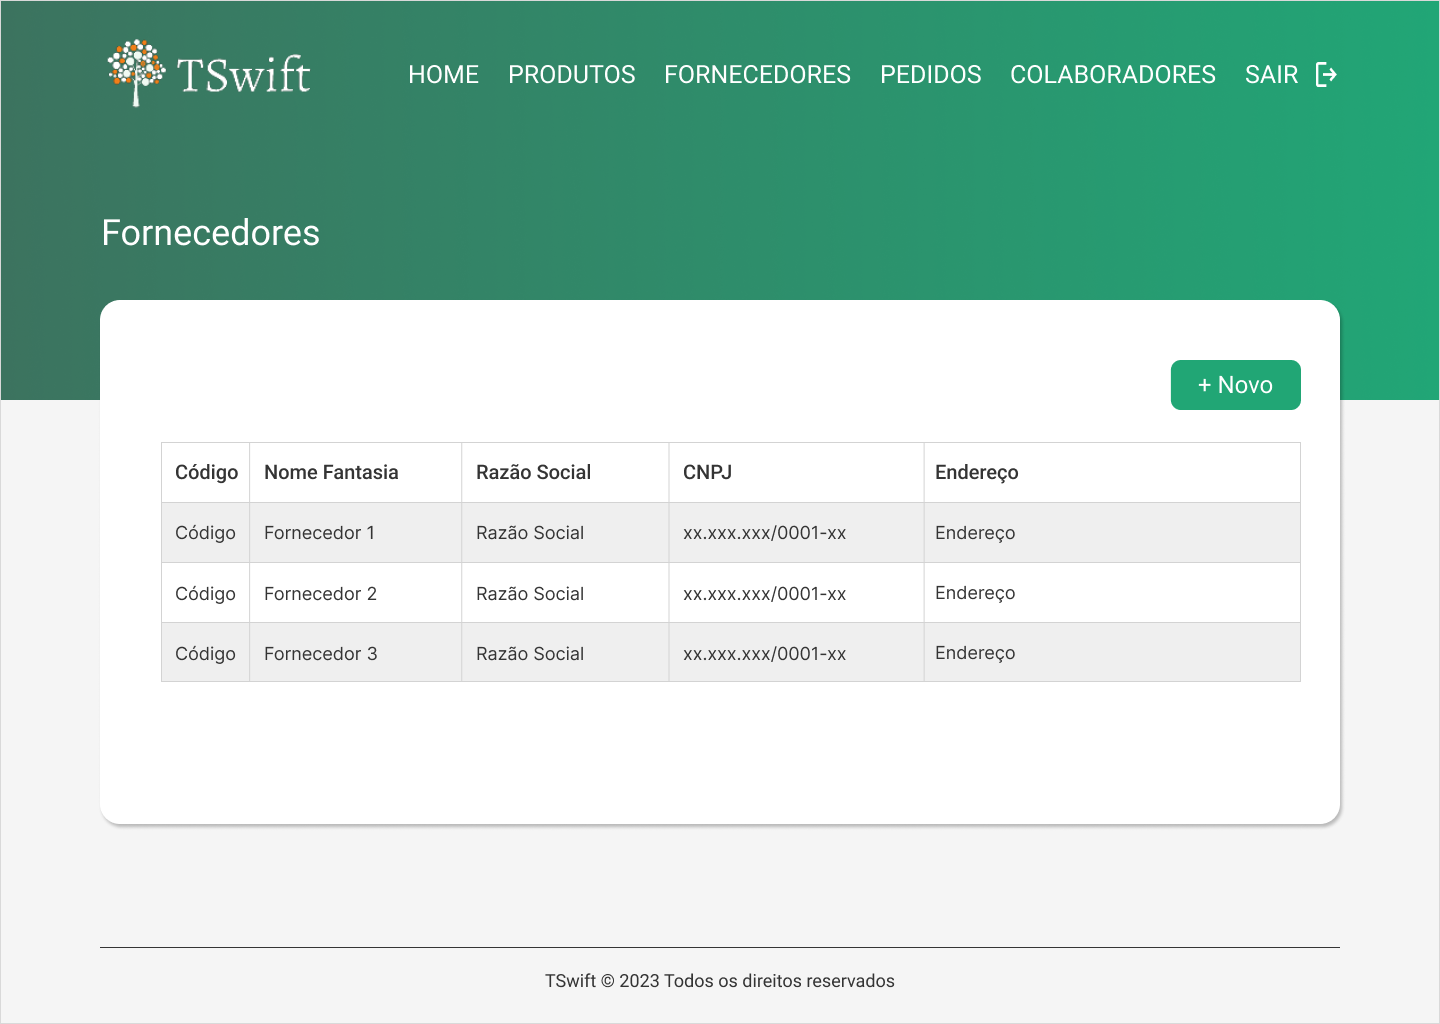 TSwift HOME PRODUTOS FORNECEDORES PEDIDOS COLABORADORES SAIR
Fornecedores
+ Novo
Código Nome Fantasia Razão Social CNPJ Endereço
Código Fornecedor 1 Razão Social xx.xxx.xxx/0001-xx Endereço
Código Fornecedor 2 Razão Social xx.xxx.xxx/0001-xx Endereço
Código Fornecedor 3 Razão Social xx.xxx.xxx/0001-xx Endereço
TSwift © 2023 Todos os direitos reservados